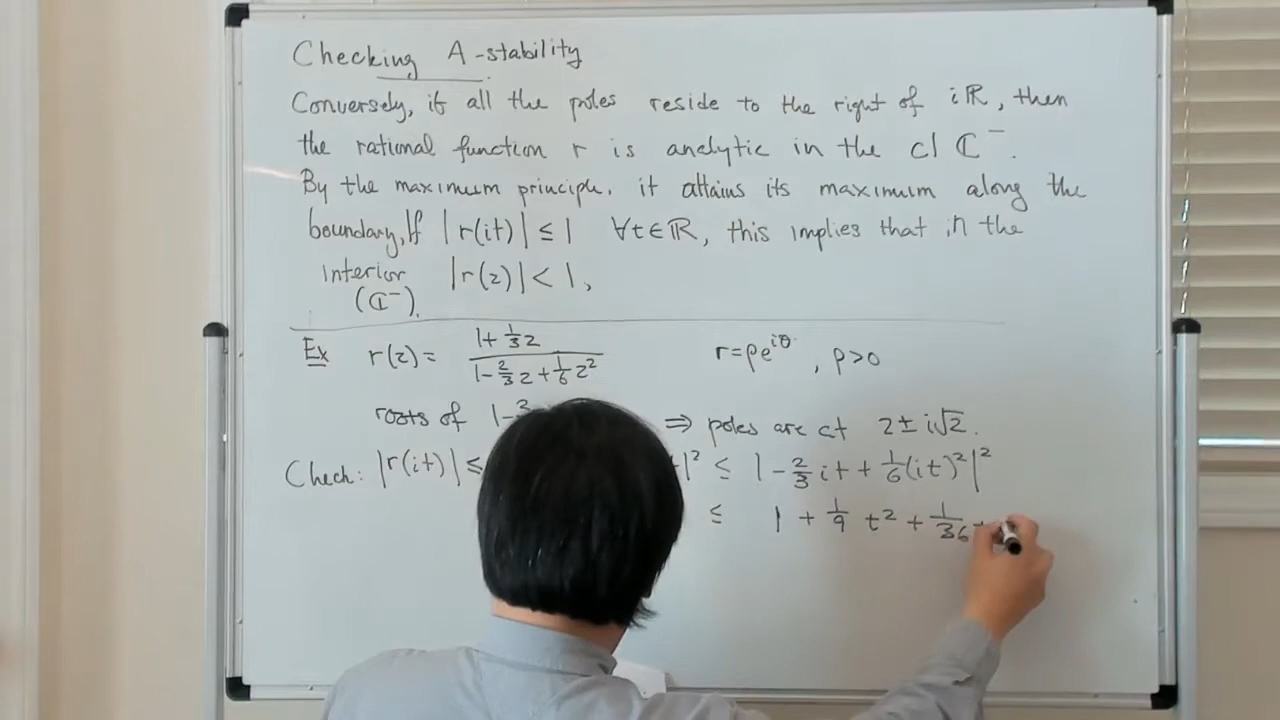 Checking A-stability
Conversely, if all the poles reside to the right of iℝ, then
the rational function r is analytic in the cl ℂ⁻.
By the maximum principle, it attains its maximum along the
boundary, If |r(it)| ≤ 1 ∀t∈ℝ, this implies that in the
interior |r(z)| < 1,
(ℂ⁻).
Ex r(z) = (1+⅓z)/(1-⅔z+⅙z²) r=ρe^{iθ}, ρ>0
roots of 1-2 ⇒ poles are at 2±i√2.
Check: |r(it)| ≤ |² ≤ |1-⅔it+⅙(it)²|²
≤ 1+1/9 t²+1/36